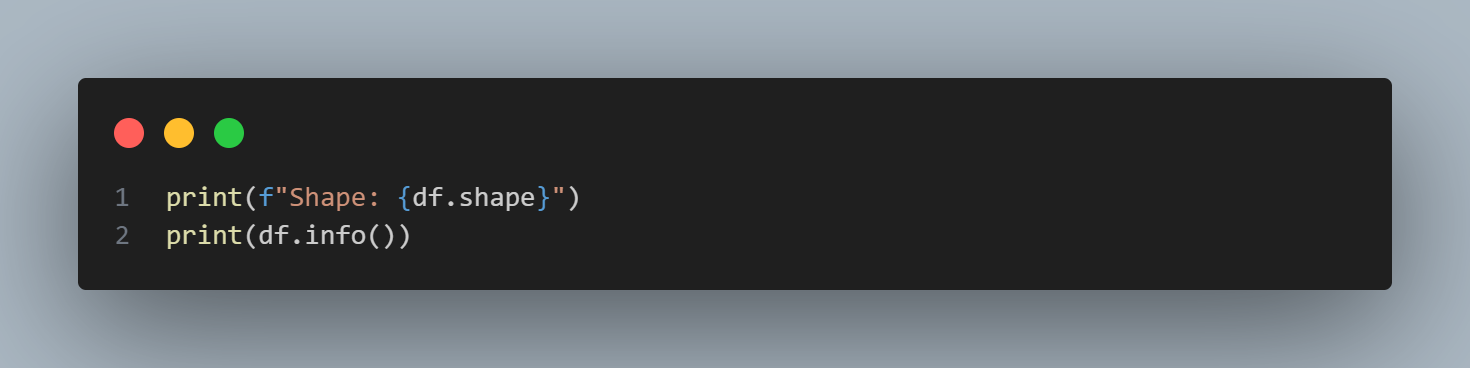 1 print(f"Shape: {df.shape}")
2 print(df.info())